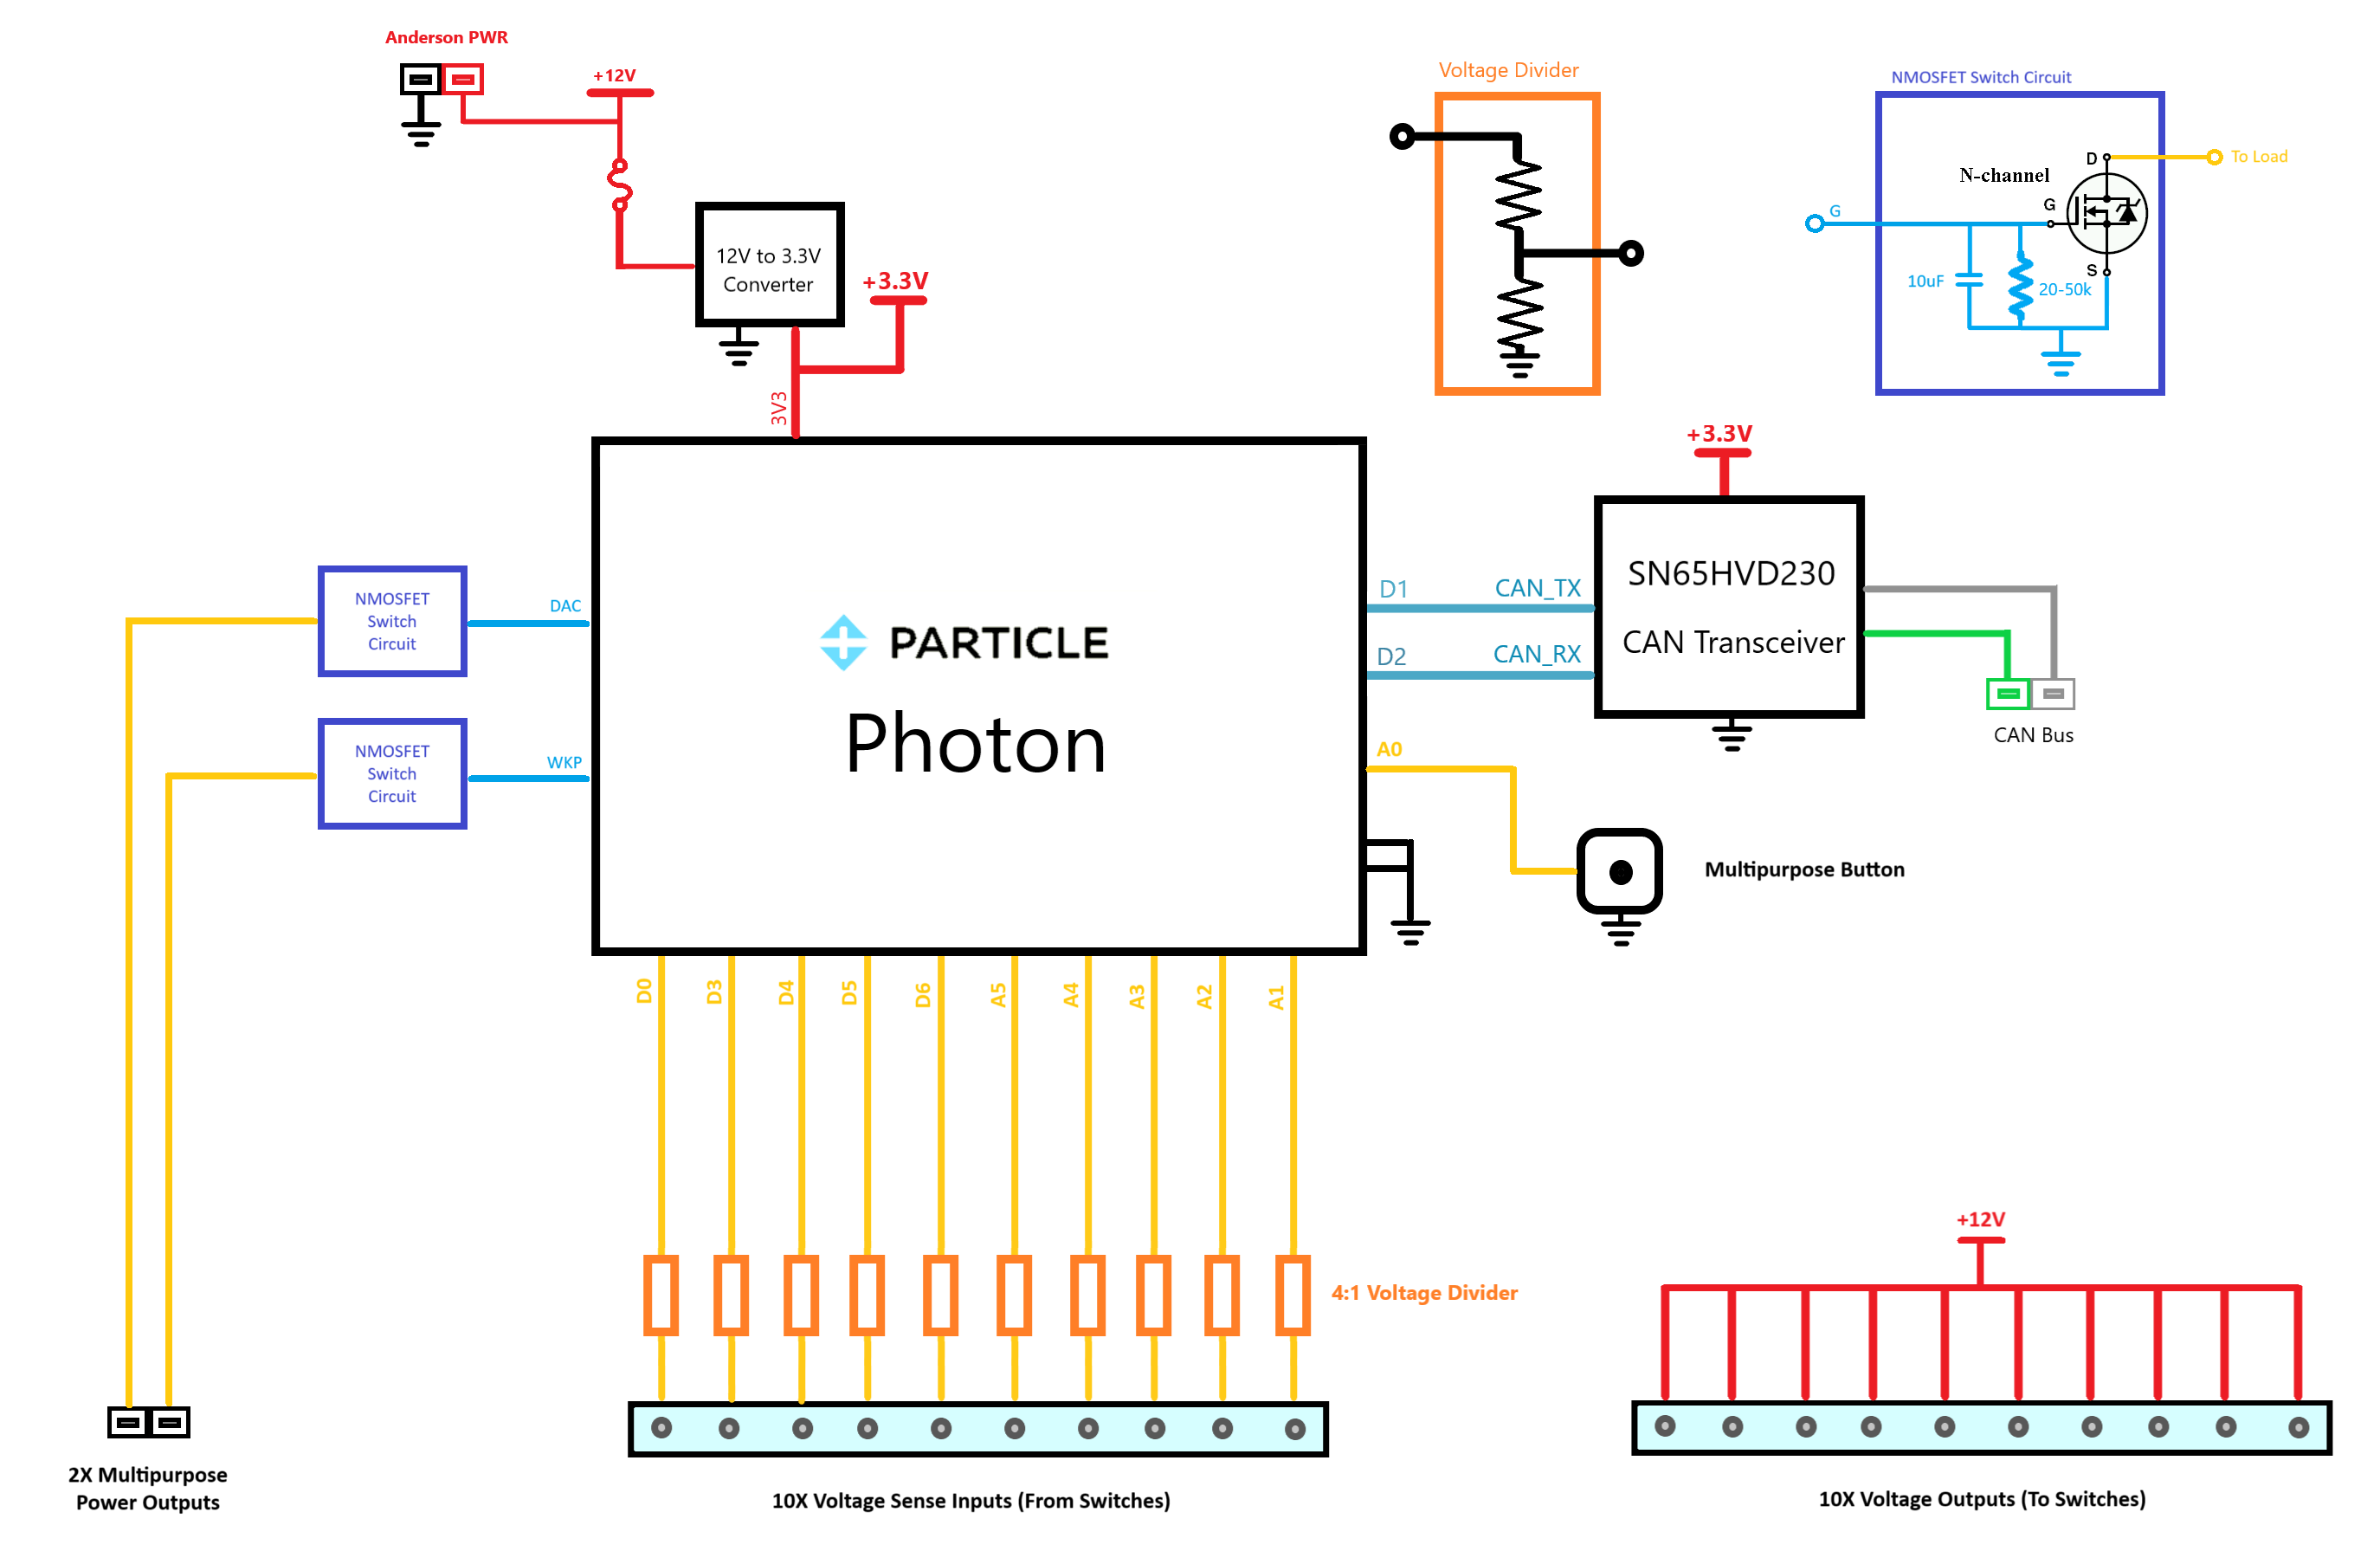 Anderson PWR
+12V
12V to 3.3V
Converter
+3.3V
3V3
Voltage Divider
NMOSFET Switch Circuit
D
To Load
N-channel
G
G
S
10uF
20-50k
+3.3V
SN65HVD230
CAN Transceiver
D1
CAN_TX
D2
CAN_RX
CAN Bus
NMOSFET
Switch
Circuit
DAC
NMOSFET
Switch
Circuit
WKP
PARTICLE
Photon
A0
Multipurpose Button
D0
D3
D4
D5
D6
A5
A4
A3
A2
A1
4:1 Voltage Divider
+12V
2X Multipurpose
Power Outputs
10X Voltage Sense Inputs (From Switches)
10X Voltage Outputs (To Switches)